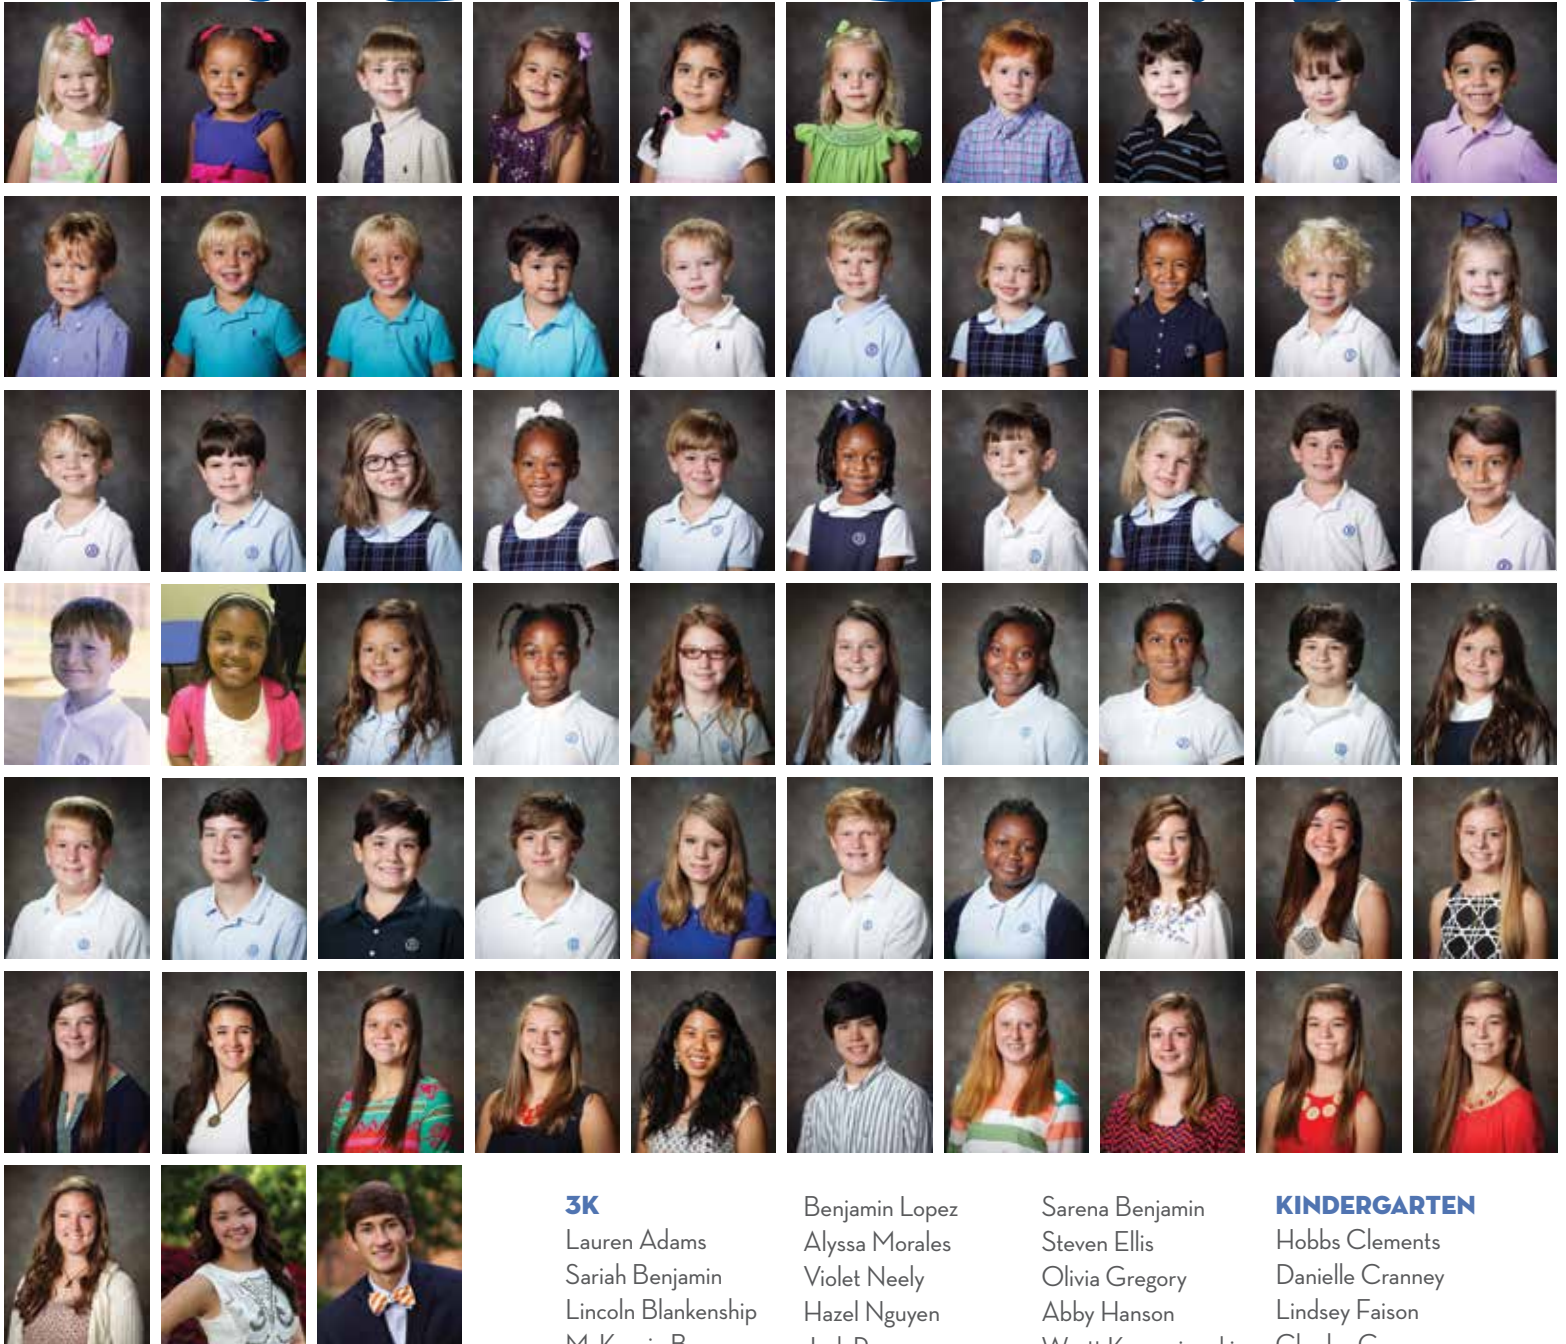 3K
Lauren Adams
Sariah Benjamin
Lincoln Blankenship
Benjamin Lopez
Alyssa Morales
Violet Neely
Hazel Nguyen
Sarena Benjamin
Steven Ellis
Olivia Gregory
Abby Hanson
KINDERGARTEN
Hobbs Clements
Danielle Cranney
Lindsey Faison